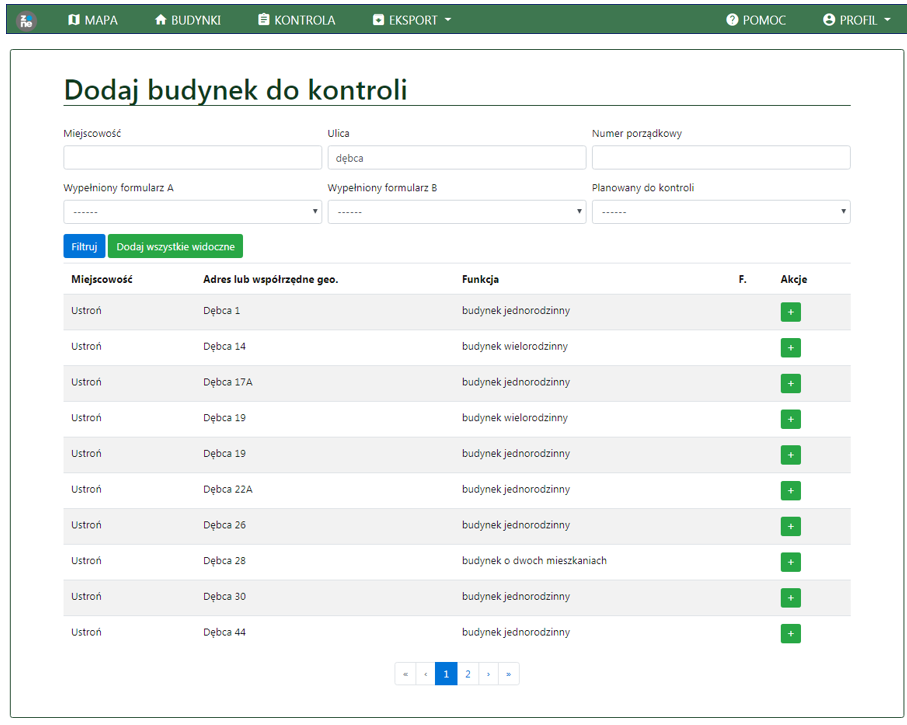 zone MAPA BUDYNKI KONTROLA EKSPORT POMOC PROFIL
Dodaj budynek do kontroli
Miejscowość Ulica Numer porządkowy
dębca
Wypełniony formularz A Wypełniony formularz B Planowany do kontroli
------ ------ ------
Filtruj Dodaj wszystkie widoczne
Miejscowość Adres lub współrzędne geo. Funkcja F. Akcje
Ustroń Dębca 1 budynek jednorodzinny +
Ustroń Dębca 14 budynek wielorodzinny +
Ustroń Dębca 17A budynek jednorodzinny +
Ustroń Dębca 19 budynek wielorodzinny +
Ustroń Dębca 19 budynek jednorodzinny +
Ustroń Dębca 22A budynek jednorodzinny +
Ustroń Dębca 26 budynek jednorodzinny +
Ustroń Dębca 28 budynek o dwoch mieszkaniach +
Ustroń Dębca 30 budynek jednorodzinny +
Ustroń Dębca 44 budynek jednorodzinny +
« ‹ 1 2 › »